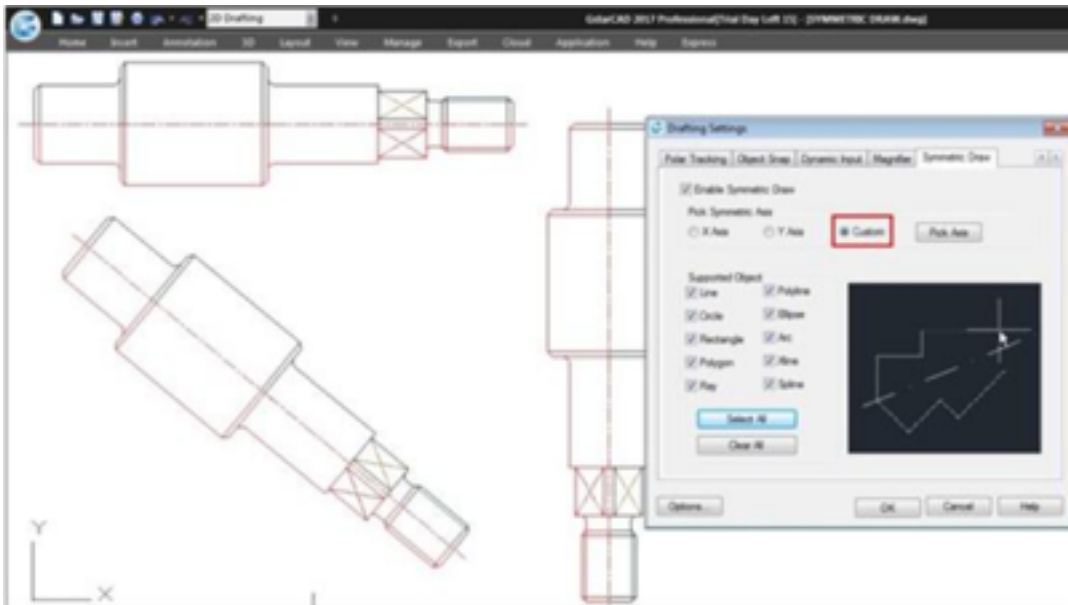 2D Drafting
GstarCAD 2017 Professional[Trial Day Left 15] - [SYMMETRIC DRAW.dwg]
Home Insert Annotation 3D Layout View Manage Export Cloud Application Help Express
Drafting Settings
Polar Tracking Object Snap Dynamic Input Magnifier Symmetric Draw
Enable Symmetric Draw
Pick Symmetric Axis
X Axis Y Axis Custom Pick Axis
Supported Object
Line Polyline
Circle Ellipse
Rectangle Arc
Polygon Xline
Ray Spline
Select All
Clear All
Options... OK Cancel Help
Y
X